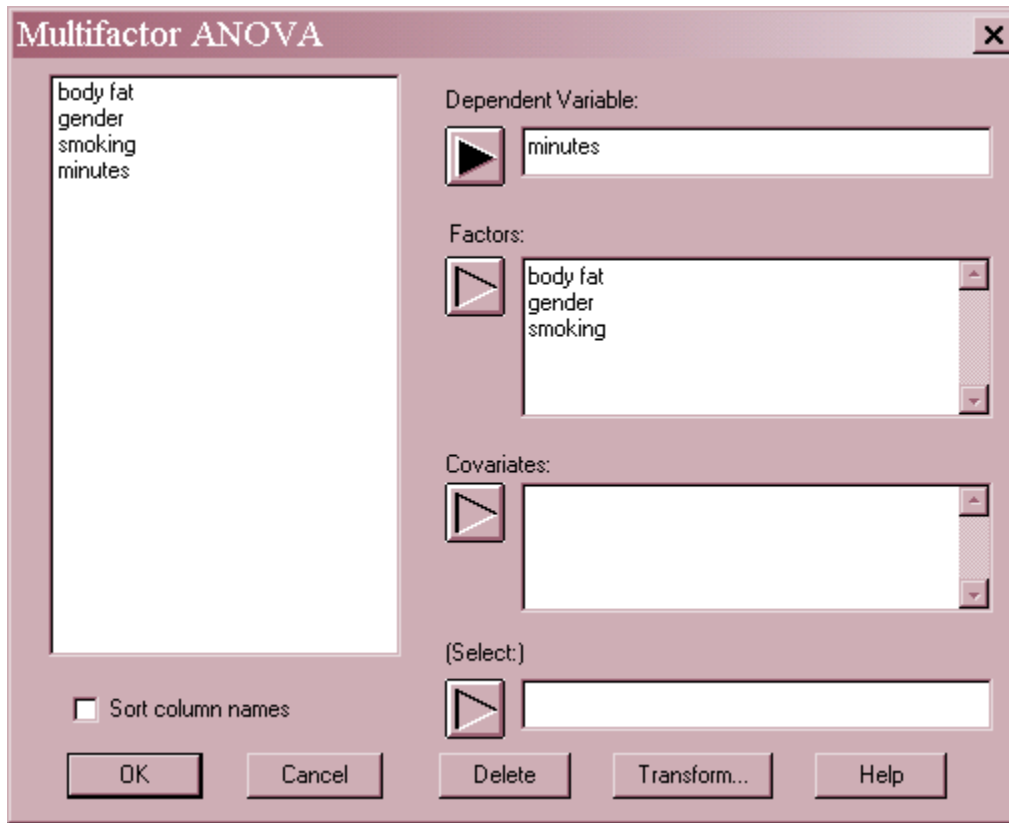 Multifactor ANOVA
body fat
gender
smoking
minutes
Dependent Variable:
minutes
Factors:
body fat
gender
smoking
Covariates:
(Select:)
Sort column names
OK
Cancel
Delete
Transform...
Help